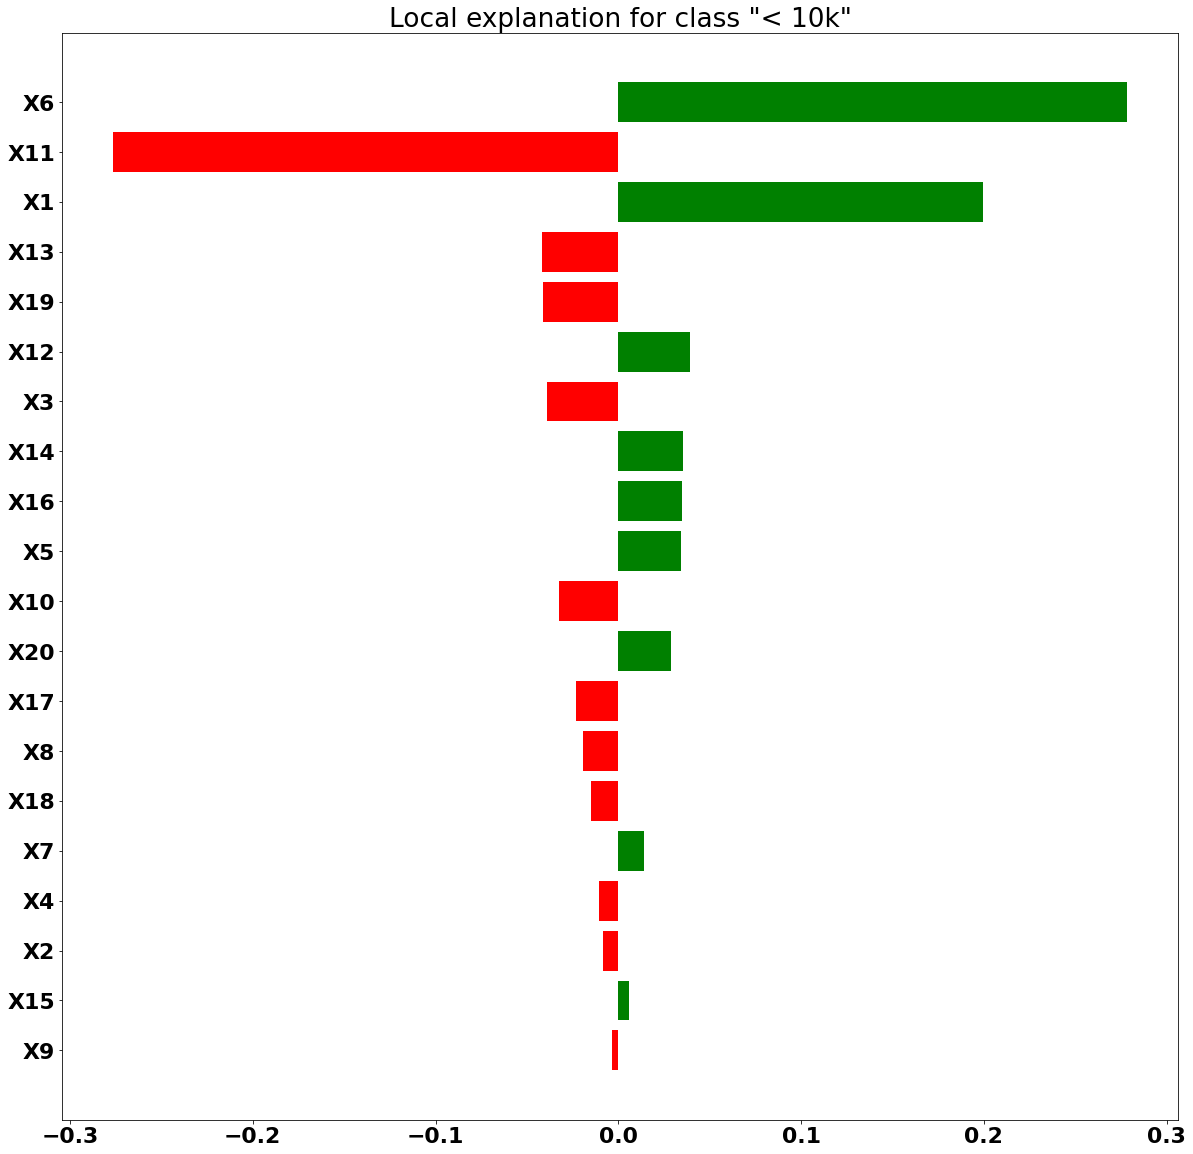 Local explanation for class "< 10k"
X6
X11
X1
X13
X19
X12
X3
X14
X16
X5
X10
X20
X17
X8
X18
X7
X4
X2
X15
X9
−0.3 −0.2 −0.1 0.0 0.1 0.2 0.3